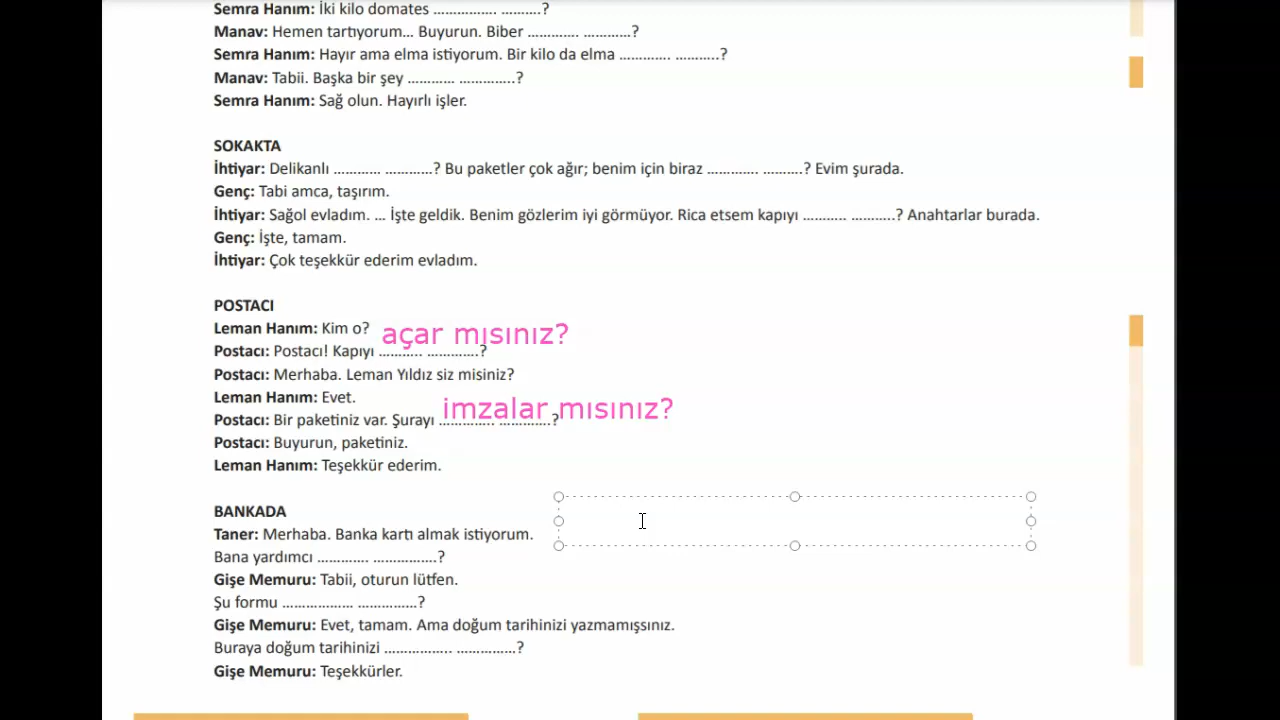 Semra Hanım: İki kilo domates ................ ..........?
Manav: Hemen tartıyorum... Buyurun. Biber ............. ............?
Semra Hanım: Hayır ama elma istiyorum. Bir kilo da elma ............. ...........?
Manav: Tabii. Başka bir şey ............ ..............?
Semra Hanım: Sağ olun. Hayırlı işler.
SOKAKTA
İhtiyar: Delikanlı ............ ............? Bu paketler çok ağır; benim için biraz ............. ..........? Evim şurada.
Genç: Tabi amca, taşırım.
İhtiyar: Sağol evladım. ... İşte geldik. Benim gözlerim iyi görmüyor. Rica etsem kapıyı ........... ...........? Anahtarlar burada.
Genç: İşte, tamam.
İhtiyar: Çok teşekkür ederim evladım.
POSTACI
Leman Hanım: Kim o?
açar mısınız?
Postacı: Postacı! Kapıyı ........... .............?
Postacı: Merhaba. Leman Yıldız siz misiniz?
Leman Hanım: Evet.
imzalar mısınız?
Postacı: Bir paketiniz var. Şurayı .............. .............?
Postacı: Buyurun, paketiniz.
Leman Hanım: Teşekkür ederim.
BANKADA
Taner: Merhaba. Banka kartı almak istiyorum.
Bana yardımcı ............. ................?
Gişe Memuru: Tabii, oturun lütfen.
Şu formu .................. ...............?
Gişe Memuru: Evet, tamam. Ama doğum tarihinizi yazmamışsınız.
Buraya doğum tarihinizi ................. ...............?
Gişe Memuru: Teşekkürler.